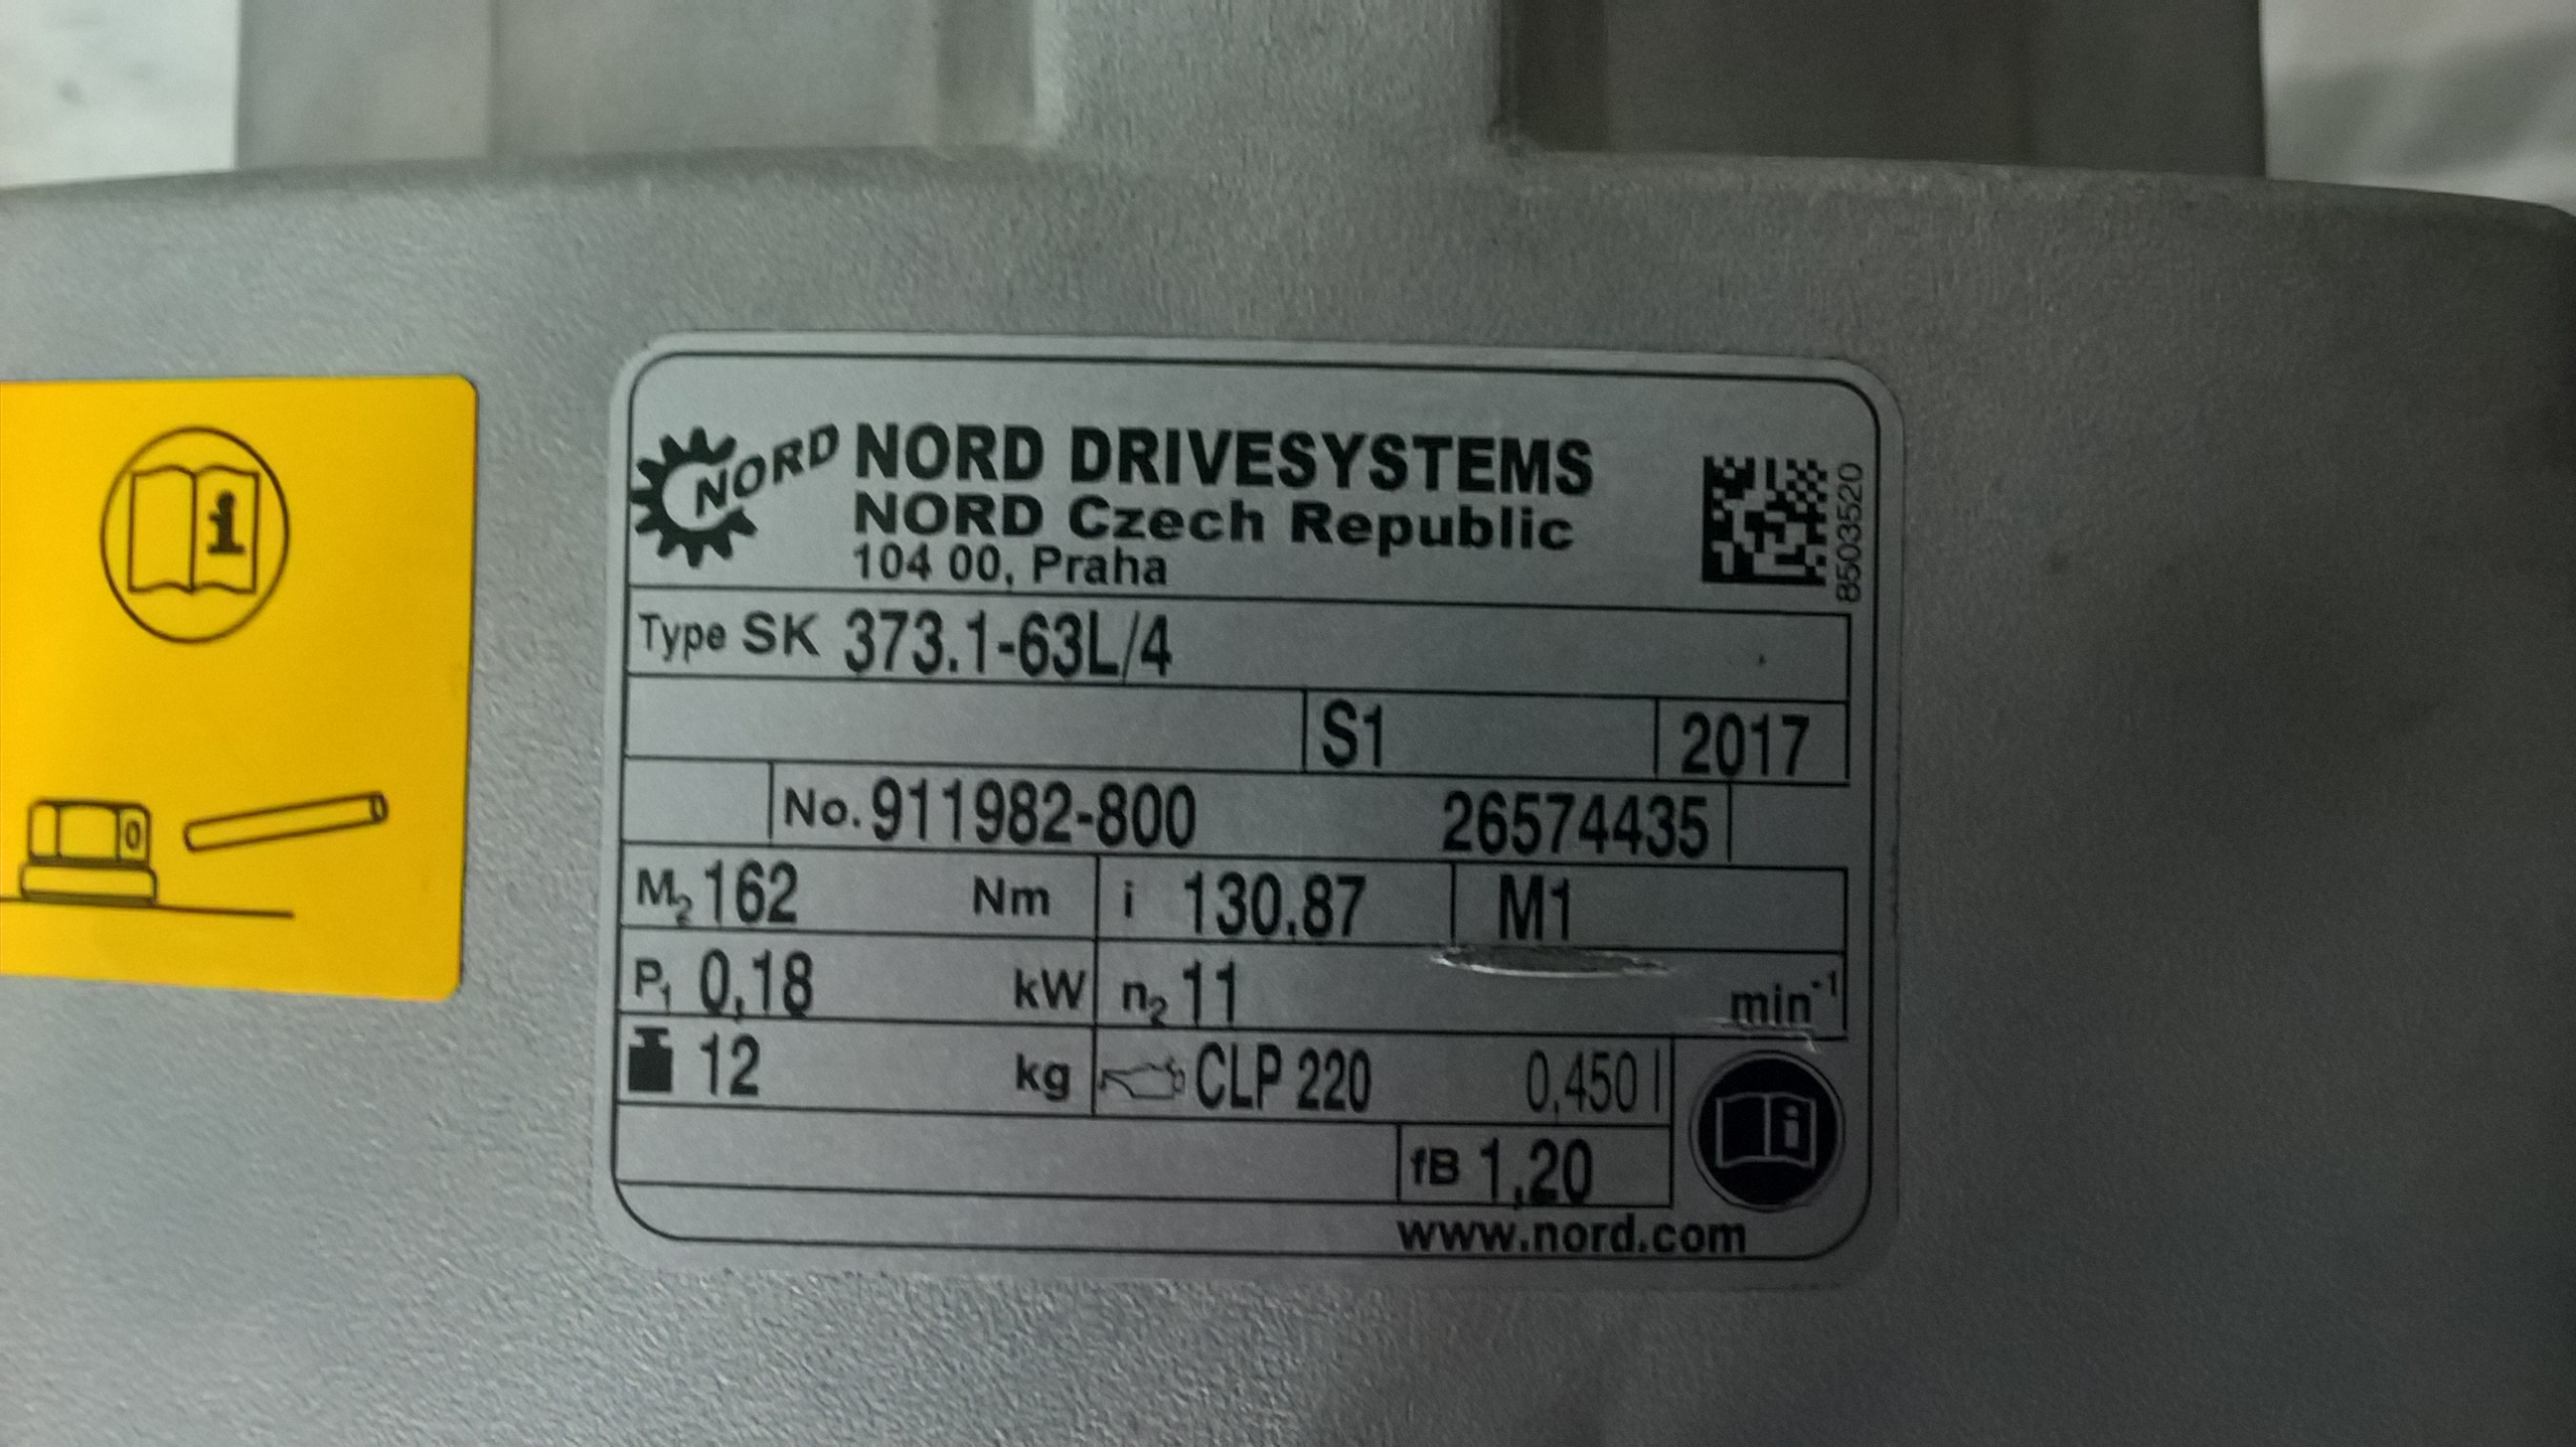 NORD NORD DRIVESYSTEMS
NORD Czech Republic
104 00, Praha
8503520
Type SK 373.1-63L/4
S1 2017
No. 911982-800 26574435
M2 162 Nm i 130.87 M1
P1 0,18 kW n2 11 min-1
12 kg CLP 220 0,450 l
fB 1,20
www.nord.com
i
i